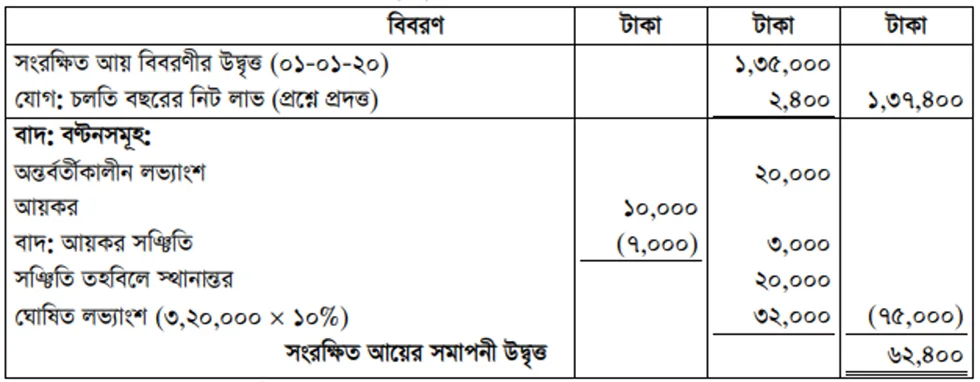 বিবরণ টাকা টাকা টাকা
সংরক্ষিত আয় বিবরণীর উদ্বৃত্ত (০১-০১-২০) ১,৩৫,০০০
যোগ: চলতি বছরের নিট লাভ (প্রশ্নে প্রদত্ত) ২,৪০০ ১,৩৭,৪০০
বাদ: বণ্টনসমূহ:
অন্তর্বর্তীকালীন লভ্যাংশ ২০,০০০
আয়কর ১০,০০০
বাদ: আয়কর সঞ্চিতি (৭,০০০) ৩,০০০
সঞ্চিতি তহবিলে স্থানান্তর ২০,০০০
ঘোষিত লভ্যাংশ (৩,২০,০০০ × ১০%) ৩২,০০০ (৭৫,০০০)
সংরক্ষিত আয়ের সমাপনী উদ্বৃত্ত ৬২,৪০০